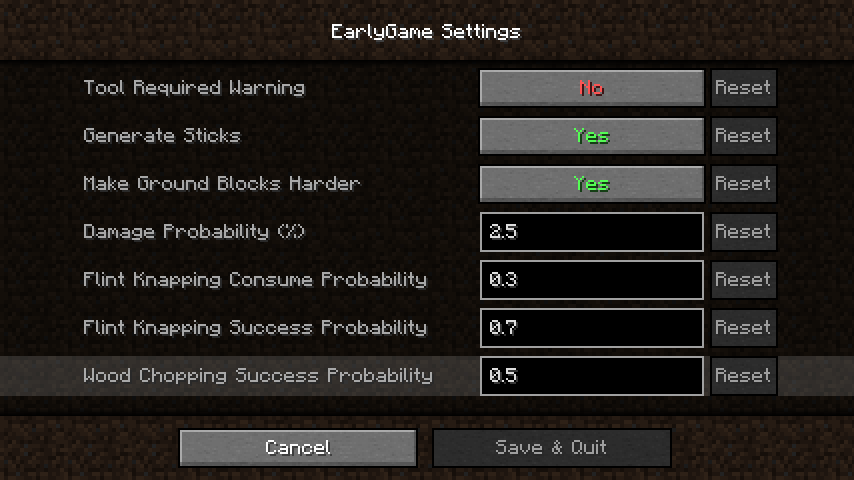 EarlyGame Settings
Tool Required Warning No Reset
Generate Sticks Yes Reset
Make Ground Blocks Harder Yes Reset
Damage Probability (%) 2.5 Reset
Flint Knapping Consume Probability 0.3 Reset
Flint Knapping Success Probability 0.7 Reset
Wood Chopping Success Probability 0.5 Reset
Cancel Save & Quit